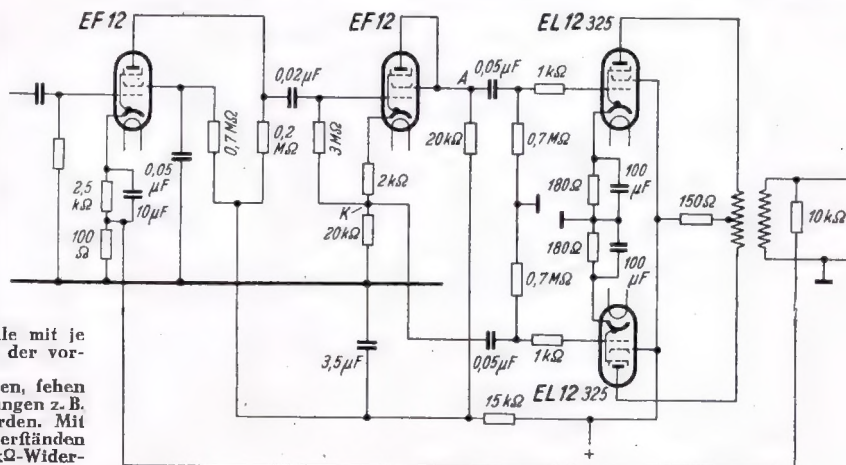 EF 12
EF 12
EL 12 325
0,02 µF
A
0,05 µF
1 kΩ
0,7 MΩ
0,2 MΩ
3 MΩ
20 kΩ
0,7 MΩ
0,05 µF
2,5 kΩ
10 µF
100 Ω
2 kΩ
K
20 kΩ
180 Ω
100 µF
150 Ω
10 kΩ
180 Ω
100 µF
0,7 MΩ
3,5 µF
0,05 µF
1 kΩ
EL 12 325
15 kΩ
+
le mit je
der vor-
en, ſehen
ngen z. B.
rden. Mit
erſtänden
kΩ-Wider-